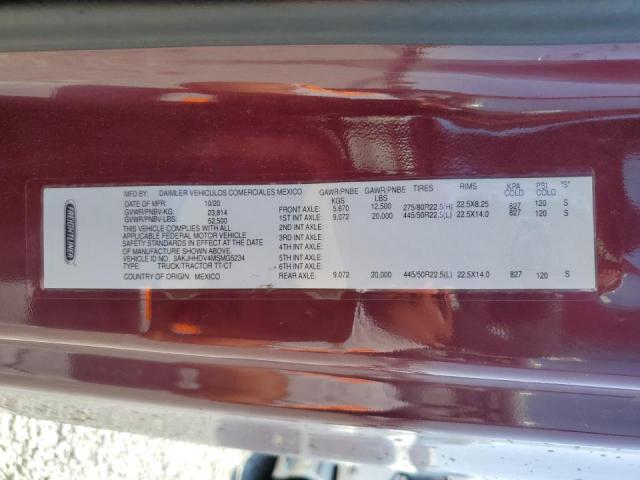 FREIGHTLINER
MFD BY: DAIMLER VEHICULOS COMERCIALES MEXICO GAWR/PNBE KGS GAWR/PNBE LBS TIRES RIMS KPA COLD PSI COLD "S"
DATE OF MFR: 10/20 FRONT AXLE: 5,670 12,500 275/80R22.5(H) 22.5X8.25 827 120 S
GVWR/PNBV-KG: 23,814 1ST INT AXLE: 9,072 20,000 445/50R22.5(L) 22.5X14.0 827 120 S
GVWR/PNBV-LBS: 52,500 2ND INT AXLE:
THIS VEHICLE CONFORMS TO ALL 3RD INT AXLE:
APPLICABLE FEDERAL MOTOR VEHICLE 4TH INT AXLE:
SAFETY STANDARDS IN EFFECT ON THE DATE
OF MANUFACTURE SHOWN ABOVE. 5TH INT AXLE:
VEHICLE ID NO: 3AKJHHDV4MSMG5234 6TH INT AXLE:
TYPE: TRUCK/TRACTOR TT/CT REAR AXLE: 9,072 20,000 445/50R22.5(L) 22.5X14.0 827 120 S
COUNTRY OF ORIGIN: MEXICO